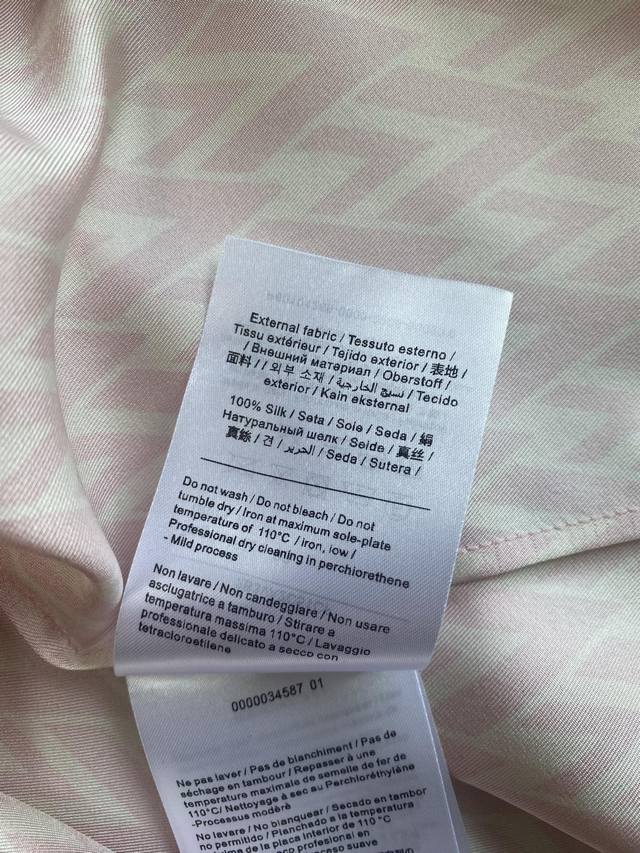 External fabric / Tessuto esterno /
Tissu extérieur / Tejido exterior / 表地 /
/ Внешний материал / Oberstoff /
面料 / / 외부 소재 / نسيج الخارجية / Tecido
exterior / Kain eksternal
100% Silk / Seta / Soie / Seda / 絹
Натуральный шелк / Seide / 真丝 /
真絲 / 견 / الحرير / Seda / Sutera /
Do not wash / Do not bleach / Do not
tumble dry / Iron at maximum sole-plate
temperature of 110°C / iron, low /
Professional dry cleaning in perchiorethene
- Mild process
Non lavare / Non candeggiare / Non usare
asclugatrice a tamburo / Stirare a
temperatura massima 110°C / Lavaggio
professionale delicato a secco con
tetracloroetilene
0000034587 01
Ne pas laver / Pas de blanchiment / Pas de
séchage en tambour / Repasser à une
température maximale de semelle de fer de
110°C/ Nettoyage à sec au Perchloréthylène
- Processus modéré
No lavare / No blanquear / Secado en tambor
no permitido / Planchado a la temperatura
máxima de la placa interior de 110°C
seco profesional en
proceso suave